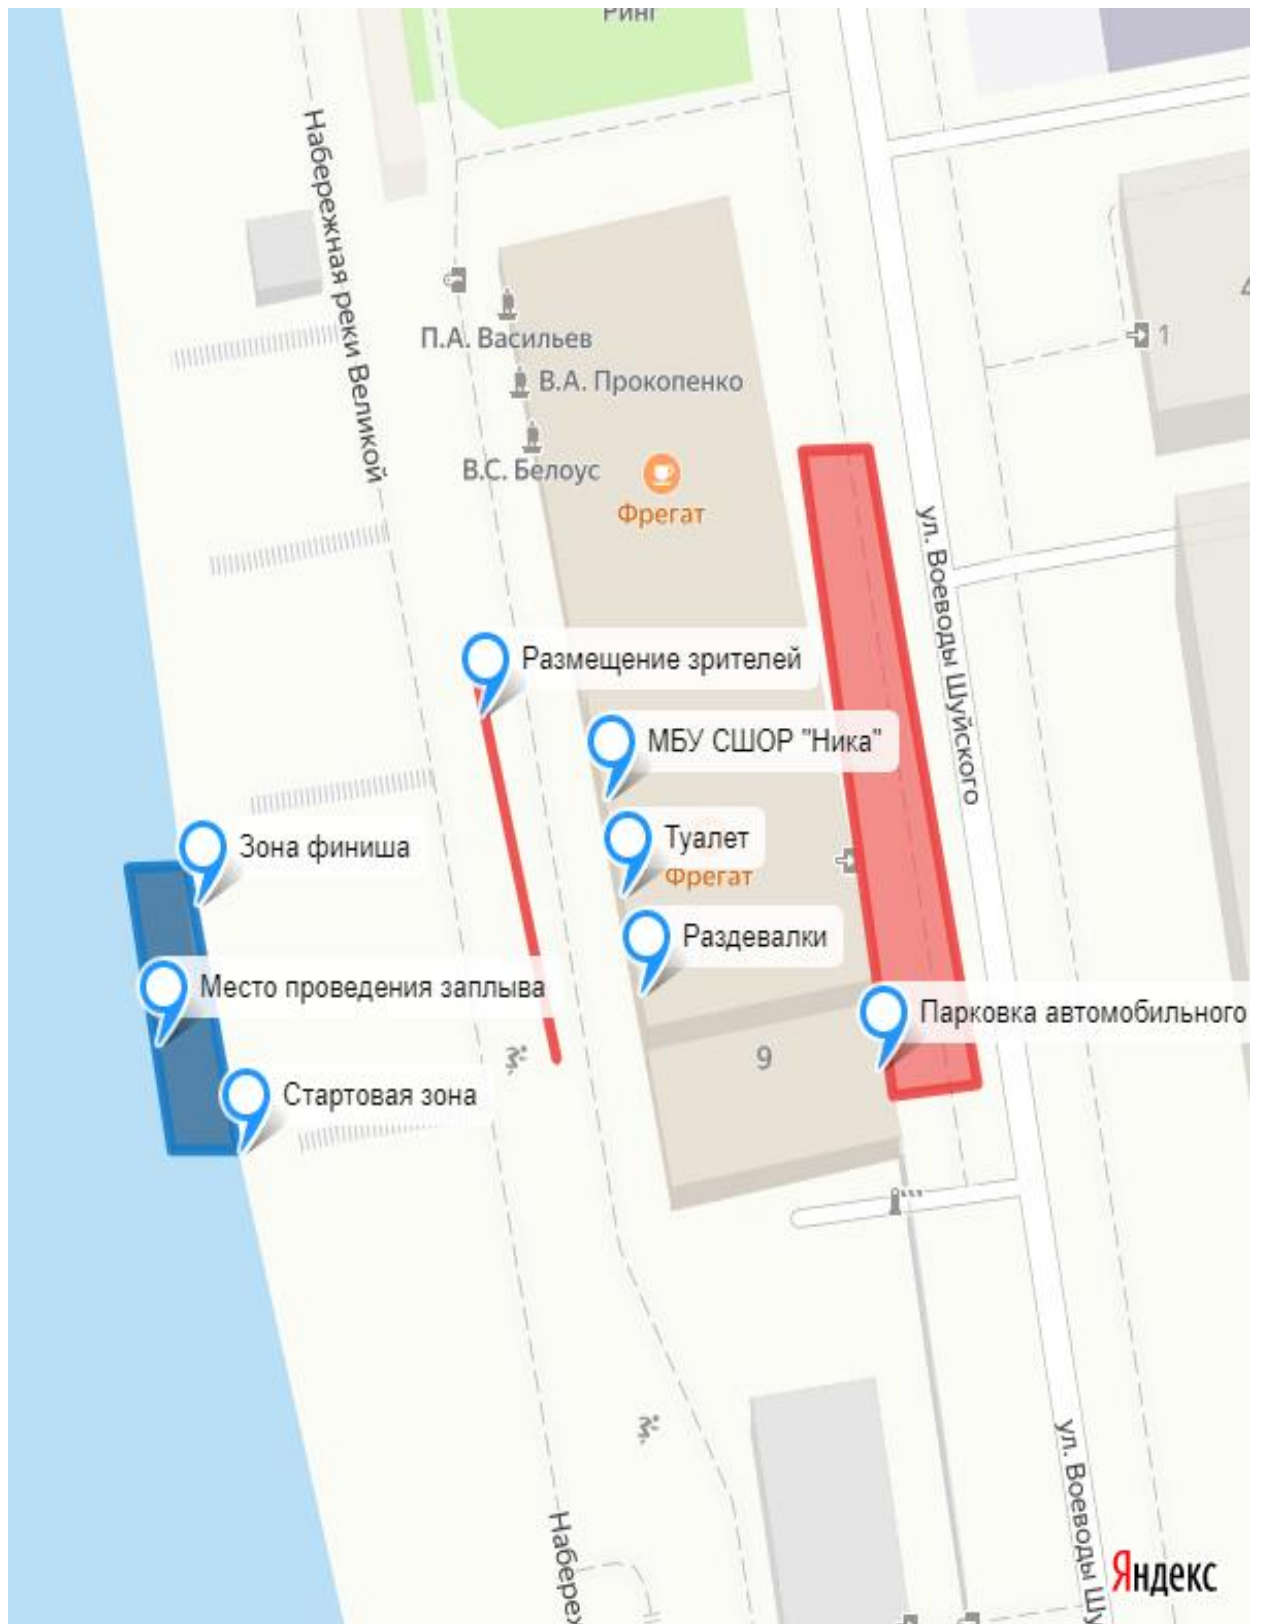 Ринг
Набережная реки Великой
П.А. Васильев
1
В.А. Прокопенко
В.С. Белоус
Фрегат
ул. Воеводы Шуйского
Размещение зрителей
МБУ СШОР "Ника"
Туалет
Зона финиша
Фрегат
Раздевалки
Место проведения заплыва
Парковка автомобильного
9
Стартовая зона
ул. Воеводы Шу
Набереж
Яндекс